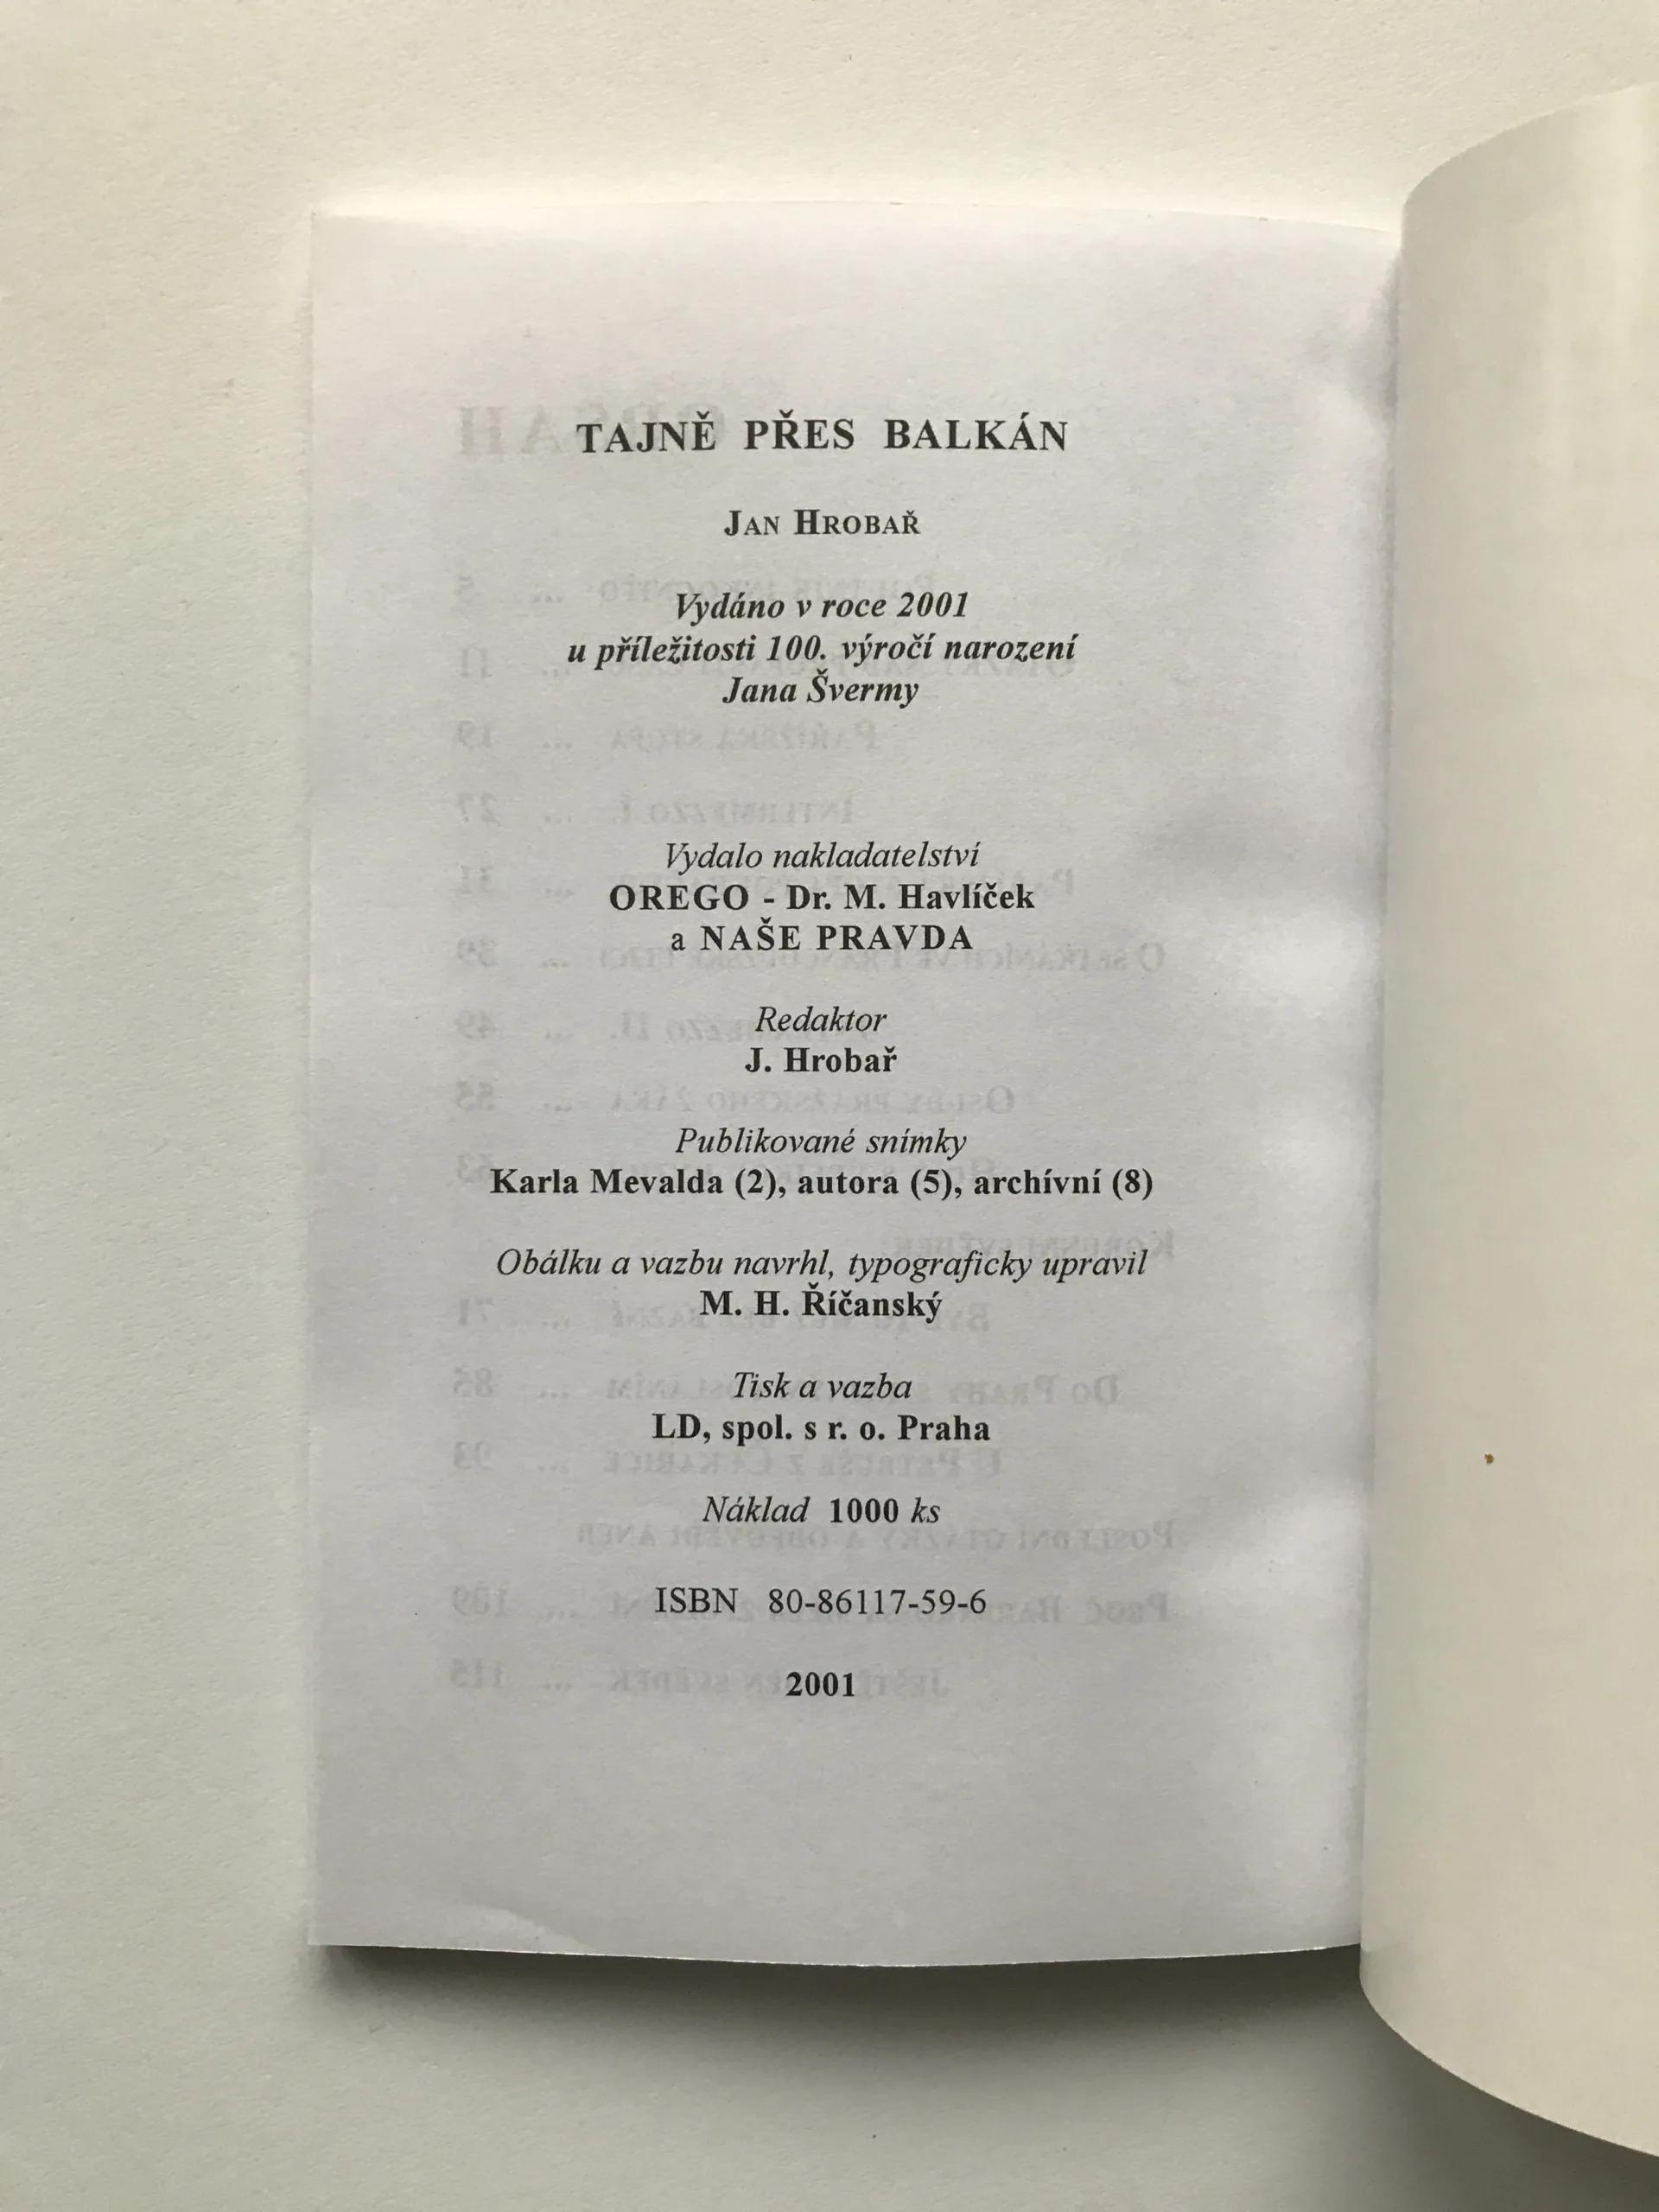 TAJNĚ PŘES BALKÁN
JAN HROBAŘ
Vydáno v roce 2001
u příležitosti 100. výročí narození
Jana Švermy
Vydalo nakladatelství
OREGO - Dr. M. Havlíček
a NAŠE PRAVDA
Redaktor
J. Hrobař
Publikované snímky
Karla Mevalda (2), autora (5), archívní (8)
Obálku a vazbu navrhl, typograficky upravil
M. H. Říčanský
Tisk a vazba
LD, spol. s r. o. Praha
Náklad 1000 ks
ISBN 80-86117-59-6
2001